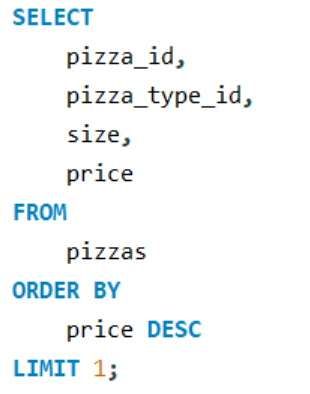 SELECT
    pizza_id,
    pizza_type_id,
    size,
    price
FROM
    pizzas
ORDER BY
    price DESC
LIMIT 1;